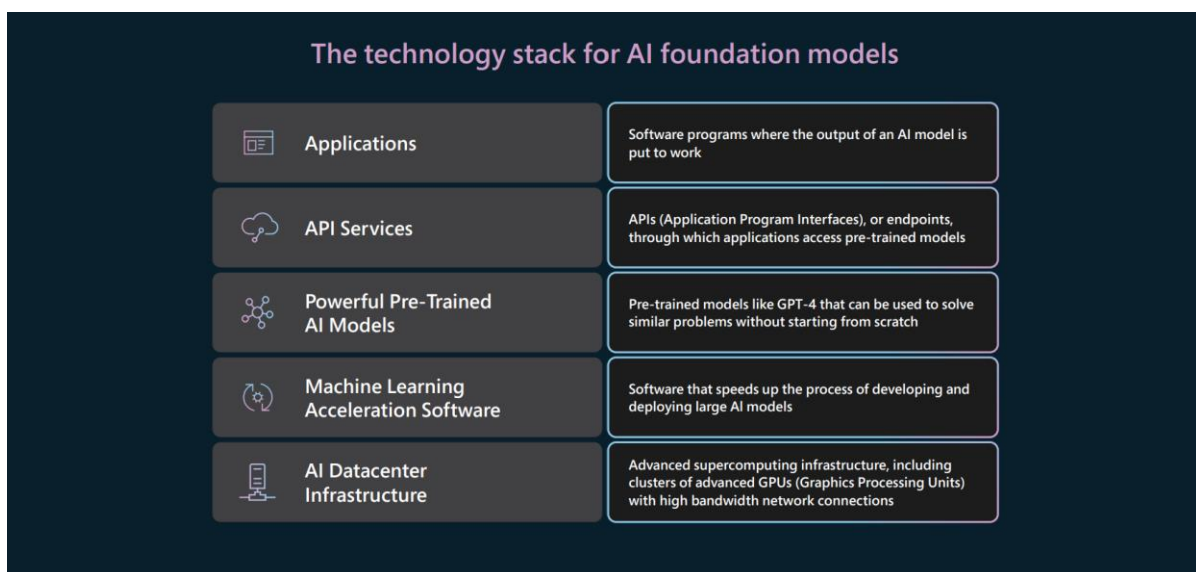 The technology stack for AI foundation models
Applications
Software programs where the output of an AI model is
put to work
API Services
APIs (Application Program Interfaces), or endpoints,
through which applications access pre-trained models
Powerful Pre-Trained
AI Models
Pre-trained models like GPT-4 that can be used to solve
similar problems without starting from scratch
Machine Learning
Acceleration Software
Software that speeds up the process of developing and
deploying large AI models
AI Datacenter
Infrastructure
Advanced supercomputing infrastructure, including
clusters of advanced GPUs (Graphics Processing Units)
with high bandwidth network connections